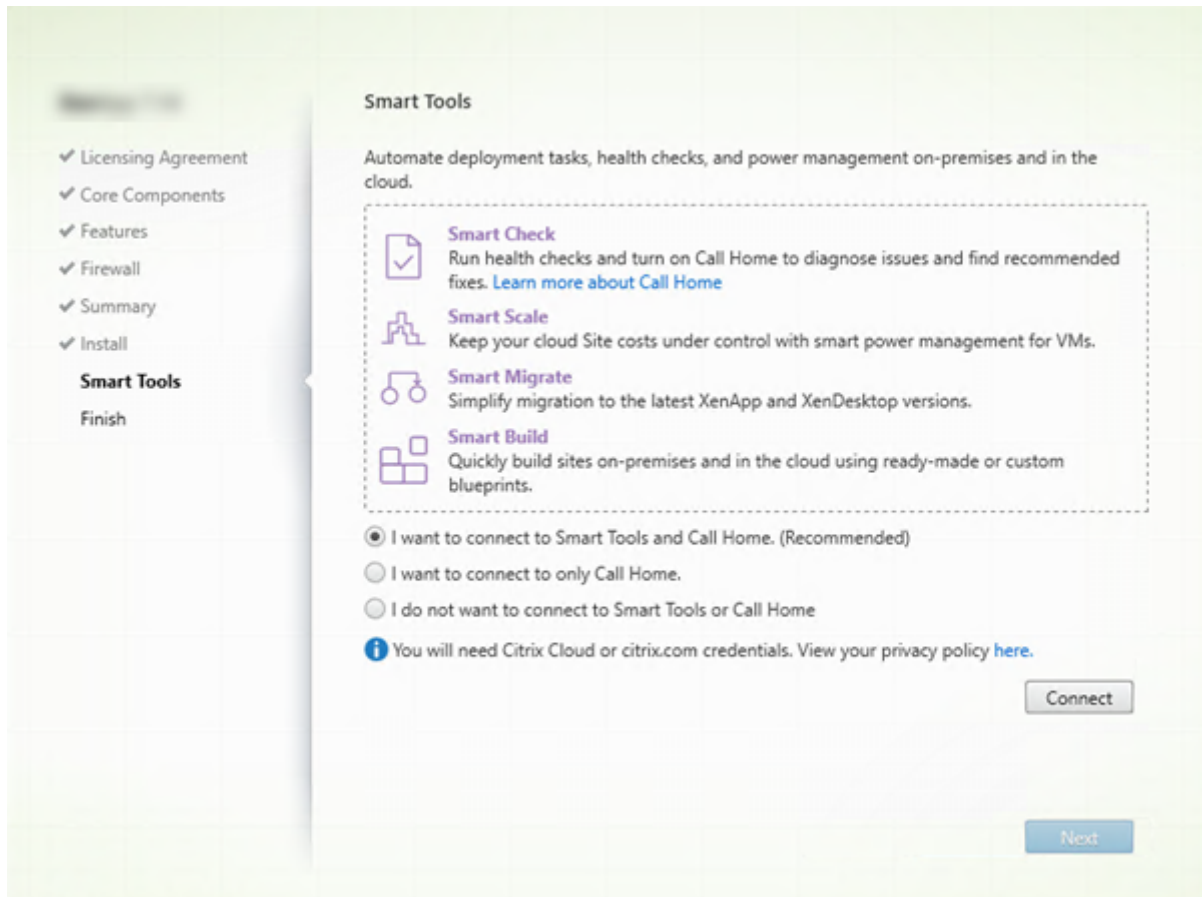 Licensing Agreement
Core Components
Features
Firewall
Summary
Install
Smart Tools
Finish
Smart Tools
Automate deployment tasks, health checks, and power management on-premises and in the
cloud.
Smart Check
Run health checks and turn on Call Home to diagnose issues and find recommended
fixes. Learn more about Call Home
Smart Scale
Keep your cloud Site costs under control with smart power management for VMs.
Smart Migrate
Simplify migration to the latest XenApp and XenDesktop versions.
Smart Build
Quickly build sites on-premises and in the cloud using ready-made or custom
blueprints.
I want to connect to Smart Tools and Call Home. (Recommended)
I want to connect to only Call Home.
I do not want to connect to Smart Tools or Call Home
You will need Citrix Cloud or citrix.com credentials. View your privacy policy here.
Connect
Next